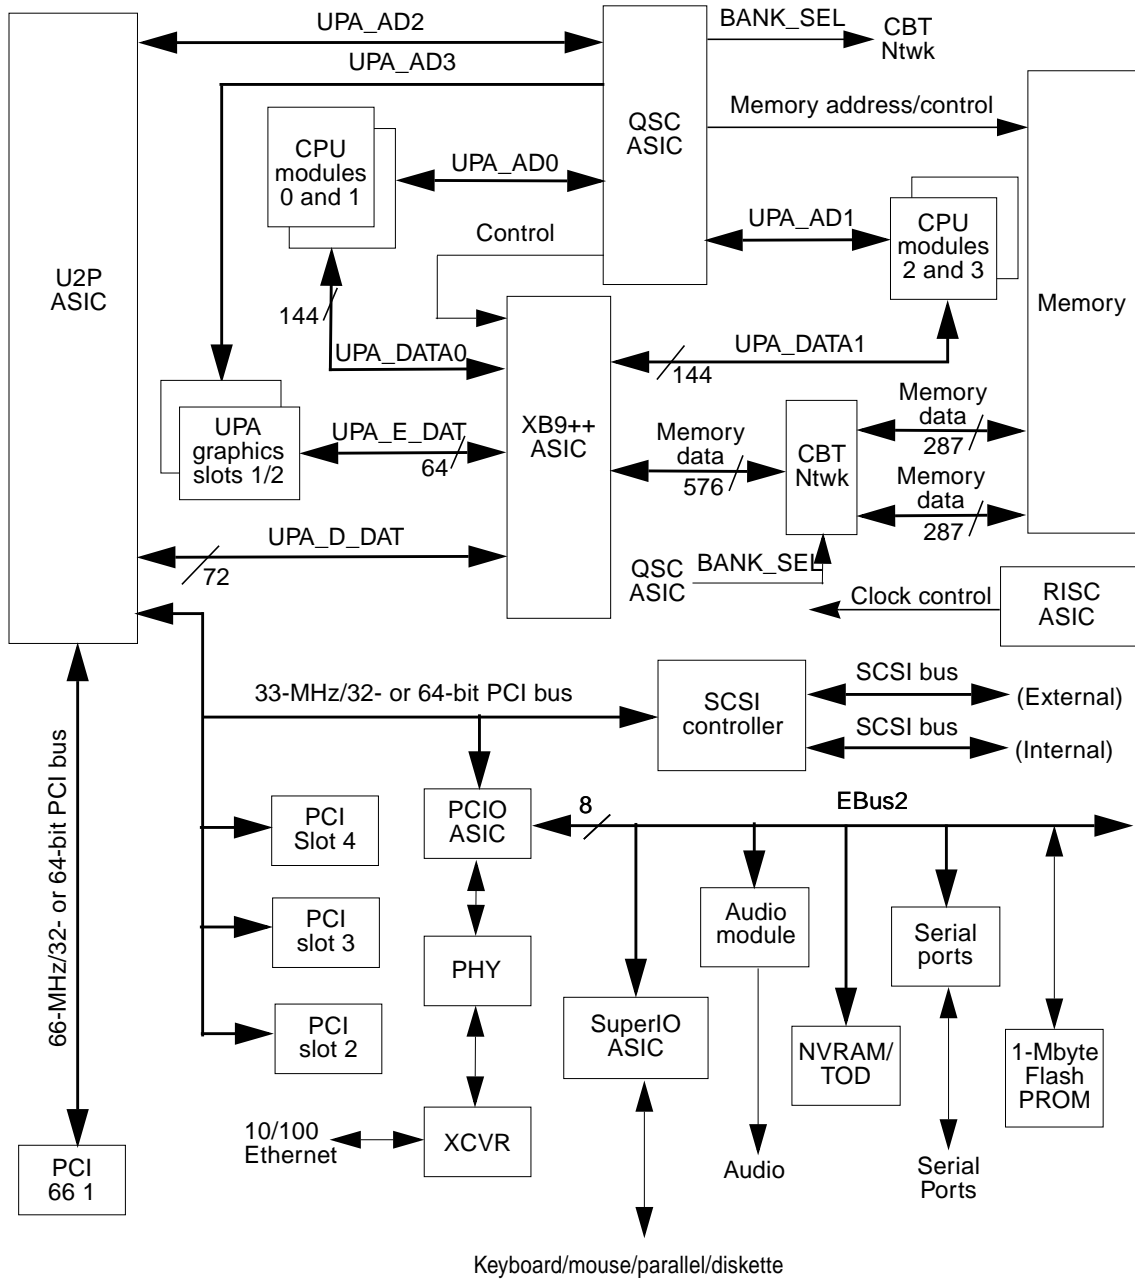 UPA_AD2
BANK_SEL
CBT
Ntwk
UPA_AD3
QSC
ASIC
Memory address/control
CPU
modules
0 and 1
UPA_AD0
UPA_AD1
CPU
modules
2 and 3
Control
U2P
ASIC
Memory
144
UPA_DATA0
UPA_DATA1
144
XB9++
ASIC
UPA
graphics
slots 1/2
UPA_E_DAT
64
Memory
data
576
CBT
Ntwk
Memory
data
287
Memory
data
287
UPA_D_DAT
72
QSC
ASIC
BANK_SEL
Clock control
RISC
ASIC
33-MHz/32- or 64-bit PCI bus
SCSI
controller
SCSI bus
(External)
SCSI bus
(Internal)
66-MHz/32- or 64-bit PCI bus
PCI
Slot 4
PCIO
ASIC
8
EBus2
PCI
slot 3
PHY
Audio
module
Serial
ports
PCI
slot 2
SuperIO
ASIC
NVRAM/
TOD
1-Mbyte
Flash
PROM
10/100
Ethernet
XCVR
PCI
66 1
Audio
Serial
Ports
Keyboard/mouse/parallel/diskette